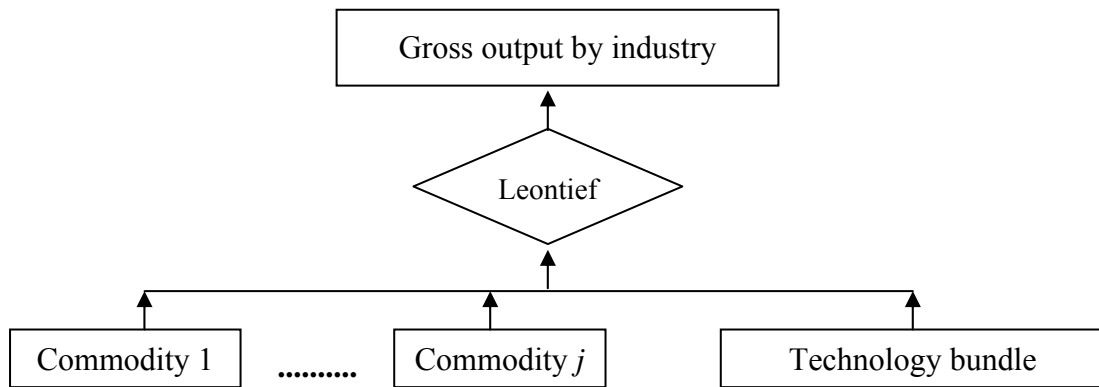 Gross output by industry
Leontief
Commodity 1 .......... Commodity j Technology bundle